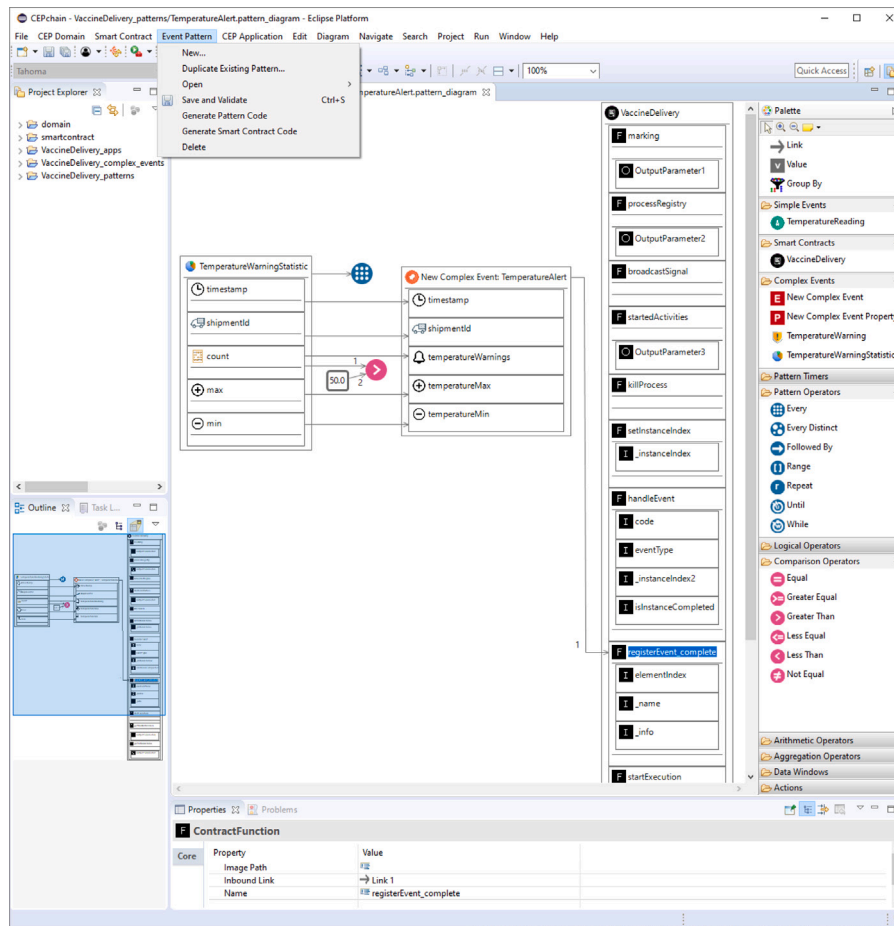 CEPchain - VaccineDelivery_patterns/TemperatureAlert.pattern_diagram - Eclipse Platform
File CEP Domain Smart Contract Event Pattern CEP Application Edit Diagram Navigate Search Project Run Window Help
New...
Duplicate Existing Pattern...
Open
Save and Validate Ctrl+S
Generate Pattern Code
Generate Smart Contract Code
Delete
Tahoma
100%
Quick Access
Project Explorer
domain
smartcontract
VaccineDelivery_apps
VaccineDelivery_complex_events
VaccineDelivery_patterns
mperatureAlert.pattern_diagram
TemperatureWarningStatistic
timestamp
shipmentId
count
max
min
1
50.0
2
New Complex Event: TemperatureAlert
timestamp
shipmentId
temperatureWarnings
temperatureMax
temperatureMin
1
VaccineDelivery
F marking
OutputParameter1
F processRegistry
OutputParameter2
F broadcastSignal
F startedActivities
OutputParameter3
F killProcess
F setInstanceIndex
I _instanceIndex
F handleEvent
I code
I eventType
I _instanceIndex2
I isInstanceCompleted
F registerEvent_complete
I elementIndex
I _name
I _info
F startExecution
Palette
Link
v Value
Group By
Simple Events
TemperatureReading
Smart Contracts
VaccineDelivery
Complex Events
E New Complex Event
P New Complex Event Property
TemperatureWarning
TemperatureWarningStatistic
Pattern Timers
Pattern Operators
Every
Every Distinct
Followed By
Range
Repeat
Until
While
Logical Operators
Comparison Operators
Equal
Greater Equal
Greater Than
Less Equal
Less Than
Not Equal
Arithmetic Operators
Aggregation Operators
Data Windows
Actions
Outline Task L...
Properties Problems
F ContractFunction
Core
Property Value
Image Path
Inbound Link Link 1
Name registerEvent_complete